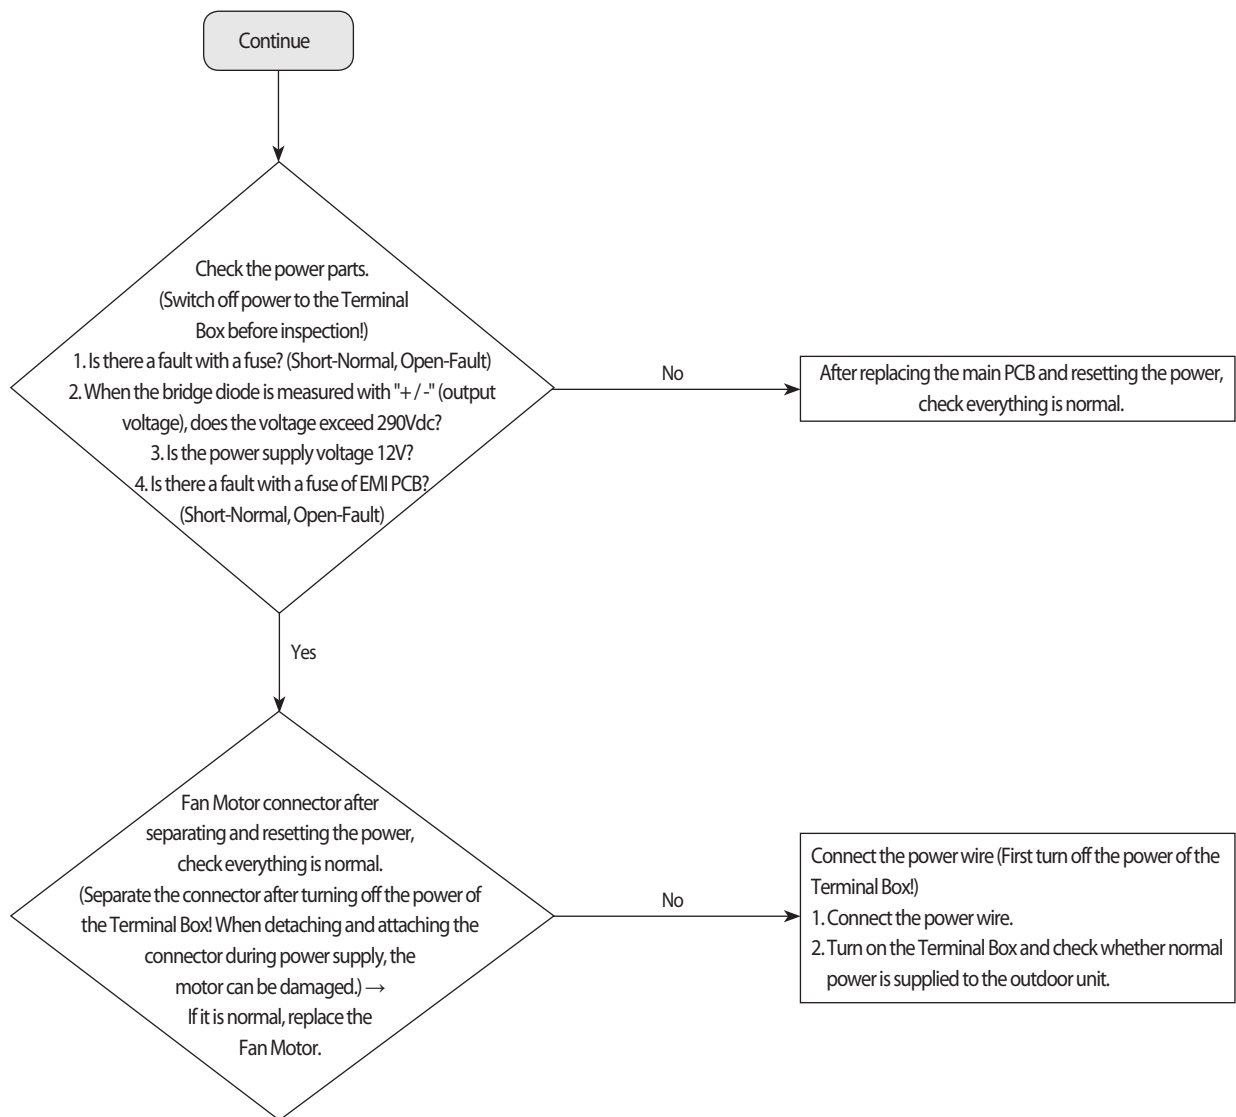 Continue
Check the power parts.
(Switch off power to the Terminal
Box before inspection!)
1. Is there a fault with a fuse? (Short-Normal, Open-Fault)
2. When the bridge diode is measured with "+ / -" (output
voltage), does the voltage exceed 290Vdc?
3. Is the power supply voltage 12V?
4. Is there a fault with a fuse of EMI PCB?
(Short-Normal, Open-Fault)
No
After replacing the main PCB and resetting the power,
check everything is normal.
Yes
Fan Motor connector after
separating and resetting the power,
check everything is normal.
(Separate the connector after turning off the power of
the Terminal Box! When detaching and attaching the
connector during power supply, the
motor can be damaged.) →
If it is normal, replace the
Fan Motor.
No
Connect the power wire (First turn off the power of the
Terminal Box!)
1. Connect the power wire.
2. Turn on the Terminal Box and check whether normal
power is supplied to the outdoor unit.